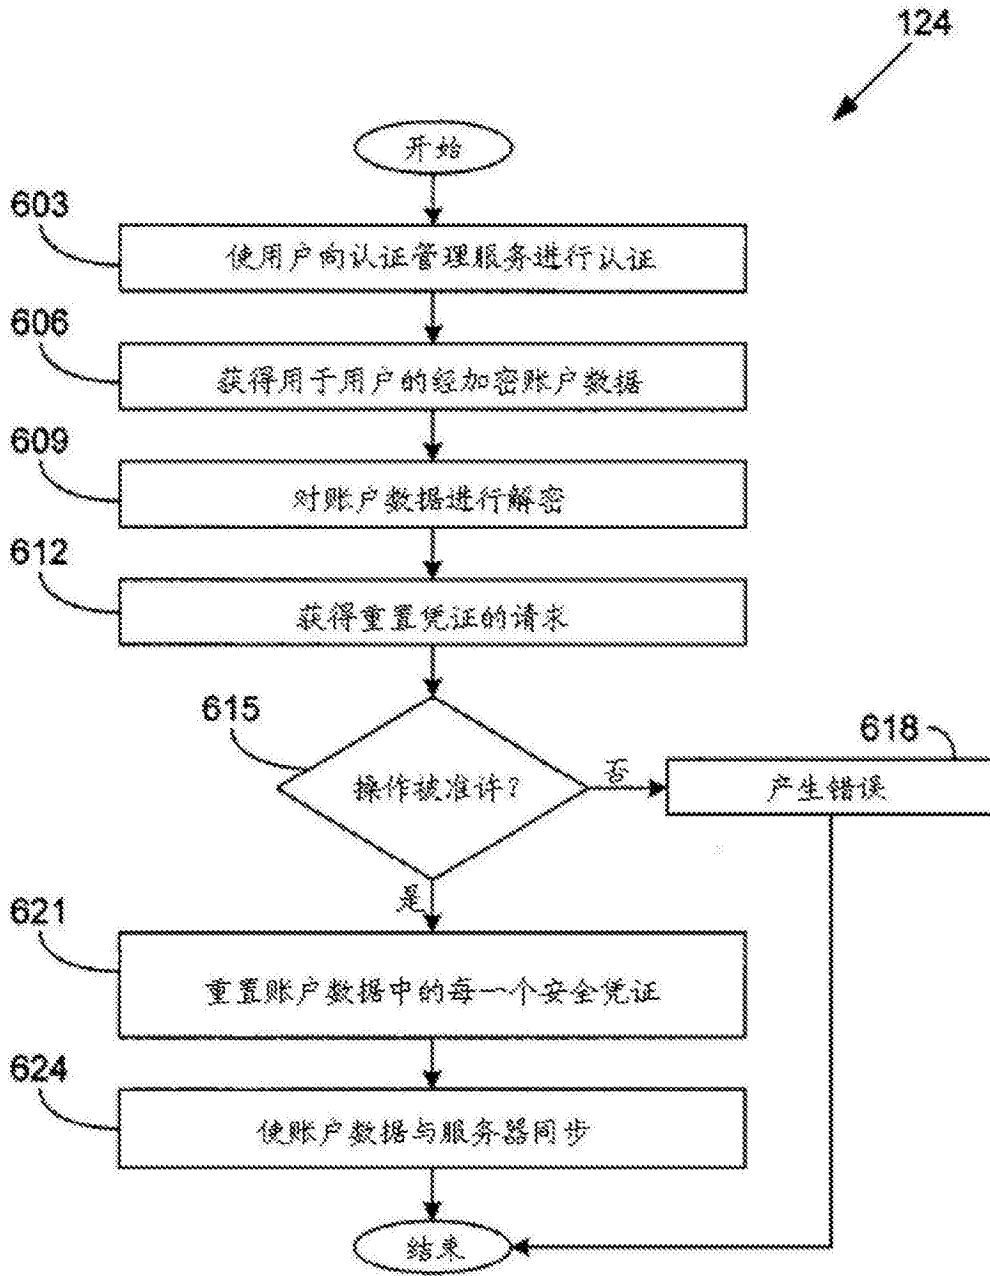 124
开始
603
使用户向认证管理服务进行认证
606
获得用于用户的经加密账户数据
609
对账户数据进行解密
612
获得重置凭证的请求
615
操作被准许?
否
618
产生错误
是
621
重置账户数据中的每一个安全凭证
624
使账户数据与服务器同步
结束